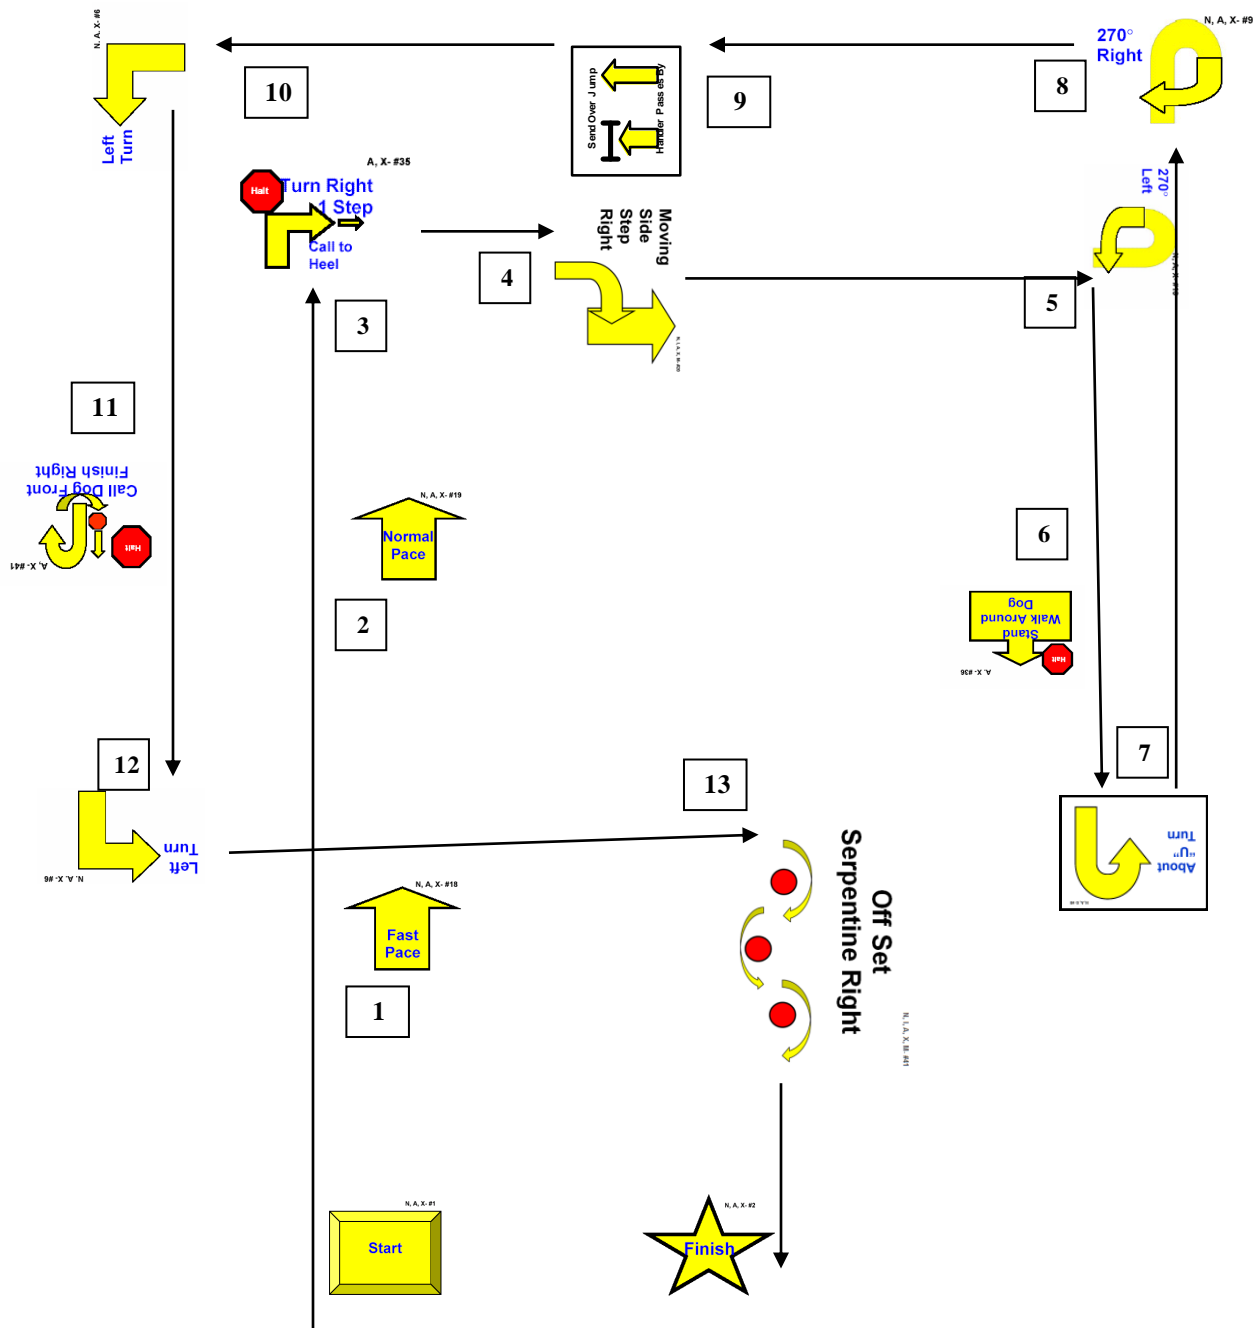 N, A, X- #6
Left
Turn
10
Send Over Jump
Handler Passes By
9
270°
Right
N, A, X- #9
8
A, X- #35
Halt
Turn Right
1 Step
Call to
Heel
3
4
Moving
Side
Step
Right
N, I, A, X, M- #20
270°
Left
5
11
Call Dog Front
Finish Right
Halt
A, X- #41
N, A, X- #19
Normal
Pace
2
6
Stand
Walk Around
Dog
Halt
A, X- #36
7
About
"U"
Turn
12
Left
Turn
N, A, X- #6
13
Off Set
Serpentine Right
N, I, A, X, M- #41
N, A, X- #18
Fast
Pace
1
N, A, X- #1
Start
N, A, X- #2
Finish